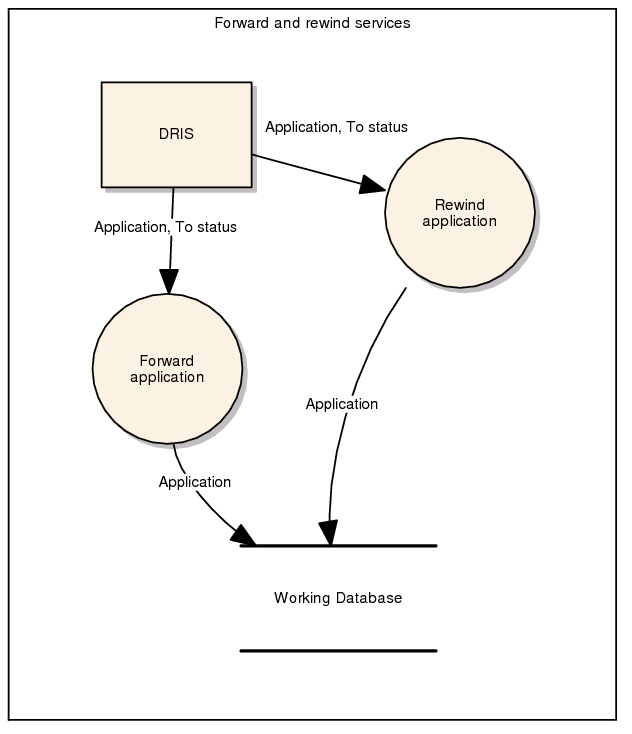 Forward and rewind services
DRIS
Application, To status
Rewind
application
Application, To status
Forward
application
Application
Application
Working Database